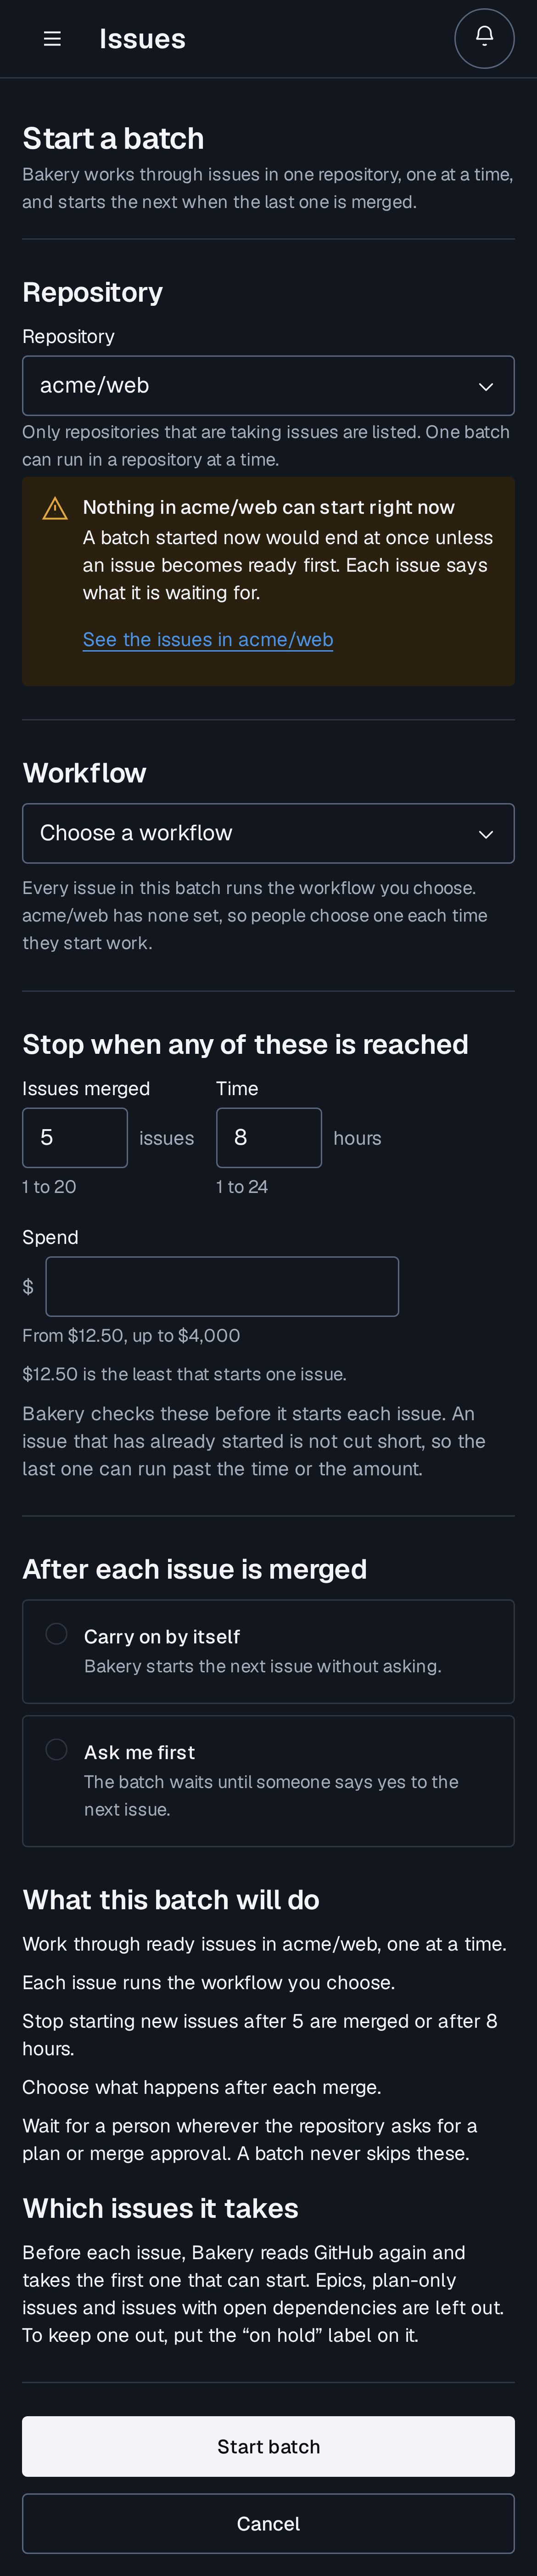 Issues
Start a batch
Bakery works through issues in one repository, one at a time,
and starts the next when the last one is merged.
Repository
Repository
acme/web
Only repositories that are taking issues are listed. One batch
can run in a repository at a time.
Nothing in acme/web can start right now
A batch started now would end at once unless
an issue becomes ready first. Each issue says
what it is waiting for.
See the issues in acme/web
Workflow
Choose a workflow
Every issue in this batch runs the workflow you choose.
acme/web has none set, so people choose one each time
they start work.
Stop when any of these is reached
Issues merged Time
5 issues 8 hours
1 to 20 1 to 24
Spend
$
From $12.50, up to $4,000
$12.50 is the least that starts one issue.
Bakery checks these before it starts each issue. An
issue that has already started is not cut short, so the
last one can run past the time or the amount.
After each issue is merged
Carry on by itself
Bakery starts the next issue without asking.
Ask me first
The batch waits until someone says yes to the
next issue.
What this batch will do
Work through ready issues in acme/web, one at a time.
Each issue runs the workflow you choose.
Stop starting new issues after 5 are merged or after 8
hours.
Choose what happens after each merge.
Wait for a person wherever the repository asks for a
plan or merge approval. A batch never skips these.
Which issues it takes
Before each issue, Bakery reads GitHub again and
takes the first one that can start. Epics, plan-only
issues and issues with open dependencies are left out.
To keep one out, put the “on hold” label on it.
Start batch
Cancel